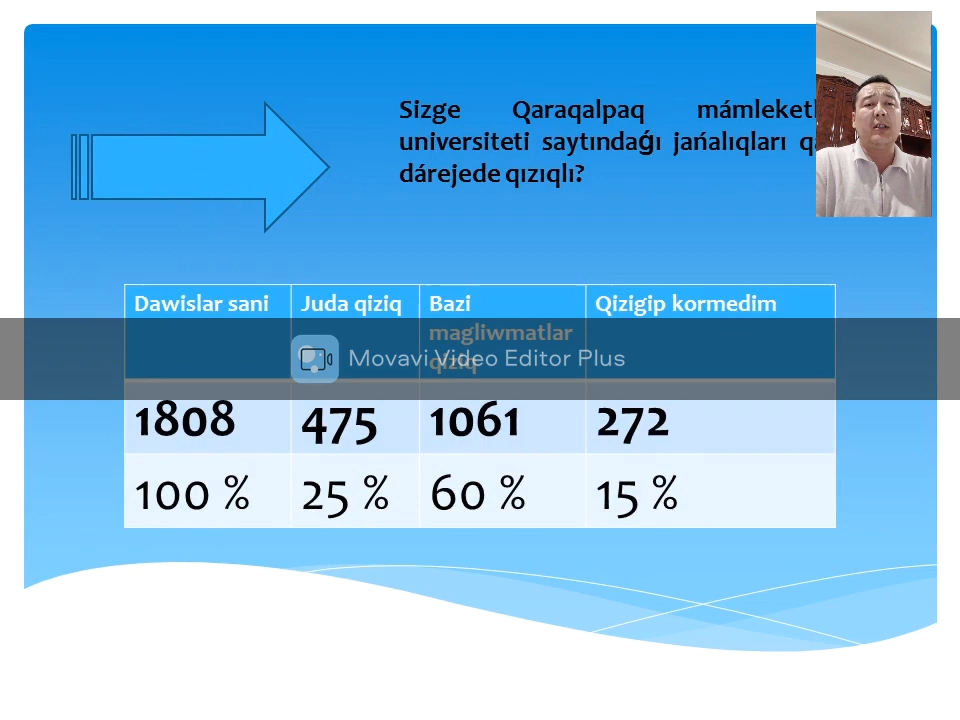 Sizge Qaraqalpaq
universiteti saytındaǵı jańalıqları
dárejede qızıqlı?
Dawislar sani Juda qiziq Bazi Qizigip kormedim
magliwmatlar
qiziq
Movavi Video Editor Plus
1808 475 1061 272
100 % 25 % 60 % 15 %